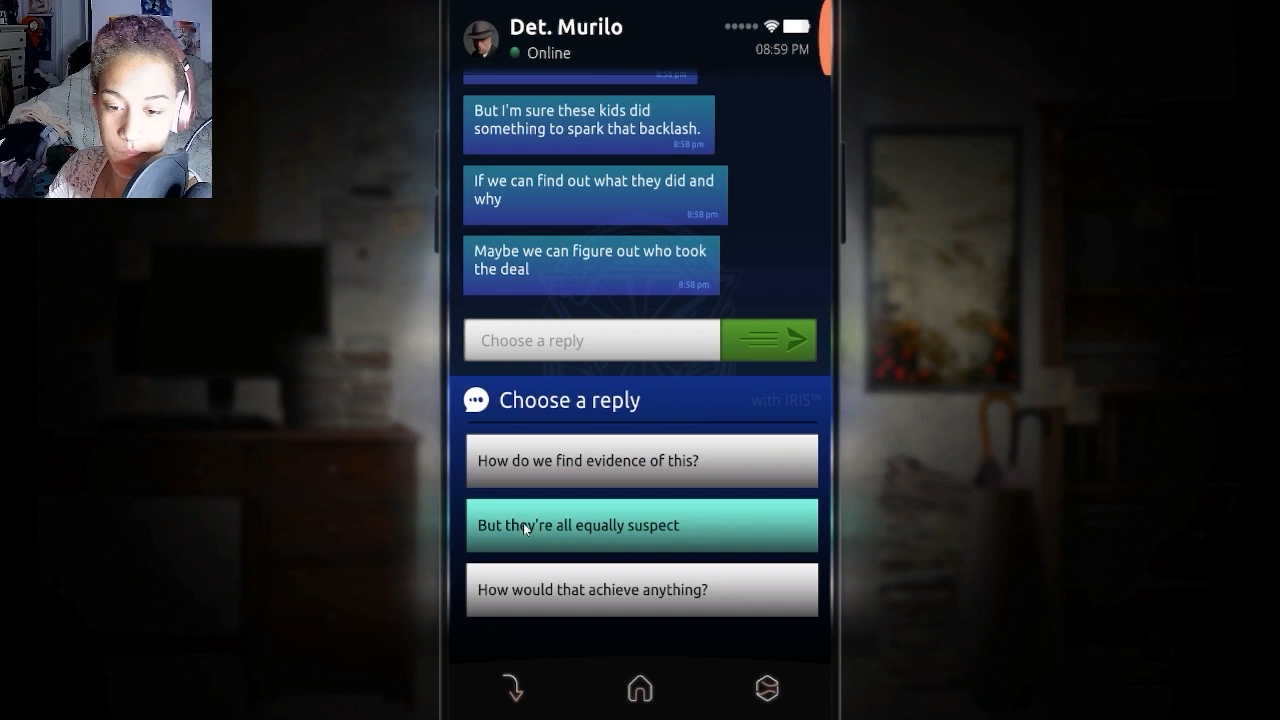 Det. Murilo
Online
08:59 PM
8:58 pm
But I'm sure these kids did
something to spark that backlash.
8:58 pm
If we can find out what they did and
why
8:58 pm
Maybe we can figure out who took
the deal
8:58 pm
Choose a reply
Choose a reply
with IRIS™
How do we find evidence of this?
But they're all equally suspect
How would that achieve anything?